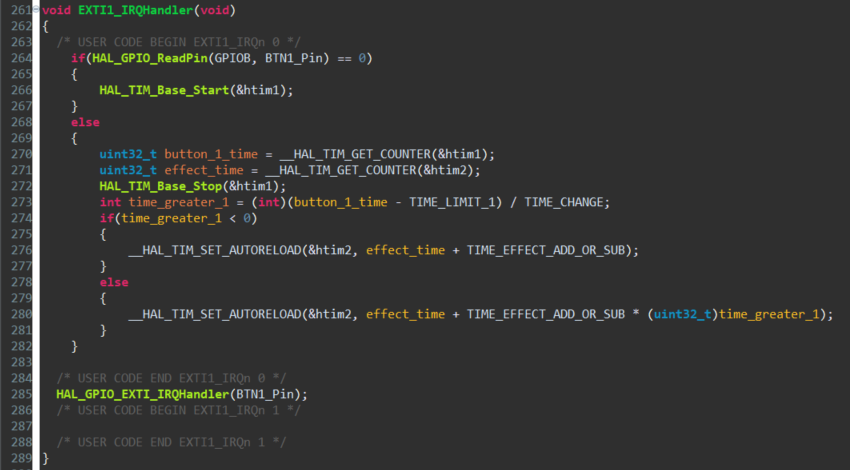 261 void EXTI1_IRQHandler(void)
262 {
263 /* USER CODE BEGIN EXTI1_IRQn 0 */
264 if(HAL_GPIO_ReadPin(GPIOB, BTN1_Pin) == 0)
265 {
266 HAL_TIM_Base_Start(&htim1);
267 }
268 else
269 {
270 uint32_t button_1_time = __HAL_TIM_GET_COUNTER(&htim1);
271 uint32_t effect_time = __HAL_TIM_GET_COUNTER(&htim2);
272 HAL_TIM_Base_Stop(&htim1);
273 int time_greater_1 = (int)(button_1_time - TIME_LIMIT_1) / TIME_CHANGE;
274 if(time_greater_1 < 0)
275 {
276 __HAL_TIM_SET_AUTORELOAD(&htim2, effect_time + TIME_EFFECT_ADD_OR_SUB);
277 }
278 else
279 {
280 __HAL_TIM_SET_AUTORELOAD(&htim2, effect_time + TIME_EFFECT_ADD_OR_SUB * (uint32_t)time_greater_1);
281 }
282 }
283
284 /* USER CODE END EXTI1_IRQn 0 */
285 HAL_GPIO_EXTI_IRQHandler(BTN1_Pin);
286 /* USER CODE BEGIN EXTI1_IRQn 1 */
287
288 /* USER CODE END EXTI1_IRQn 1 */
289 }